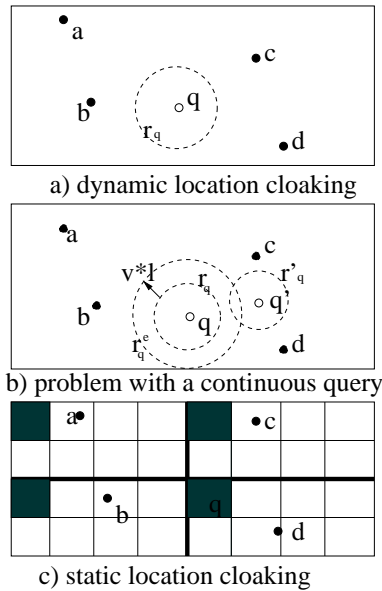 a
c
b
q
r_q
d
a) dynamic location cloaking
a
c
v*l
r_q
r'_q
b
q
q'
r_q^e
d
b) problem with a continuous query
a
c
b
q
d
c) static location cloaking